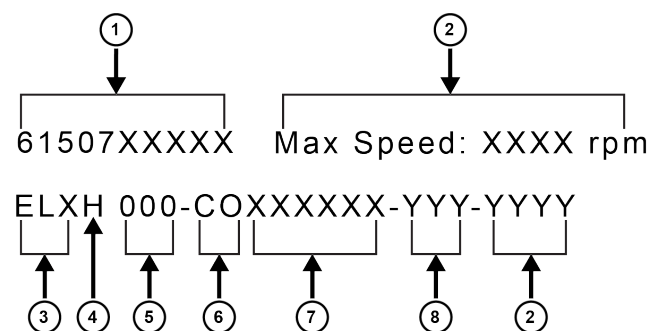 1 2
61507XXXXX Max Speed: XXXX rpm
ELXH 000-COXXXXXX-YYY-YYYY
3 4 5 6 7 8 2